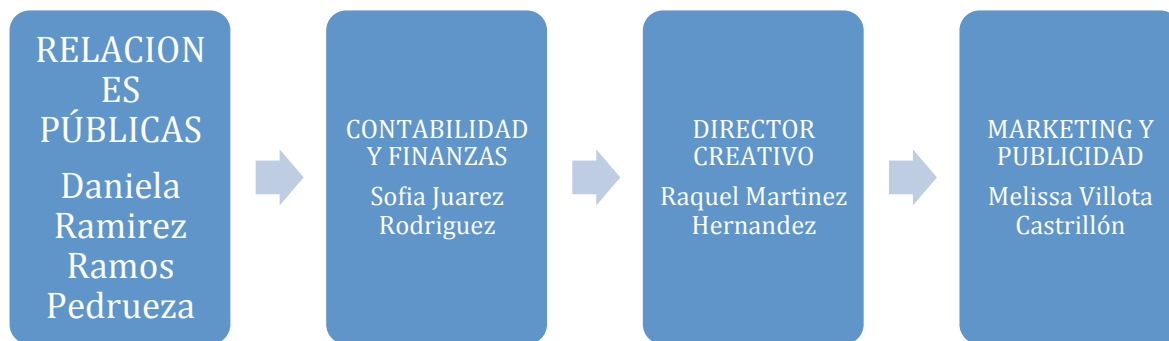 RELACION
ES
PÚBLICAS
Daniela
Ramirez
Ramos
Pedrueza
CONTABILIDAD
Y FINANZAS
Sofia Juarez
Rodriguez
DIRECTOR
CREATIVO
Raquel Martinez
Hernandez
MARKETING Y
PUBLICIDAD
Melissa Villota
Castrillón